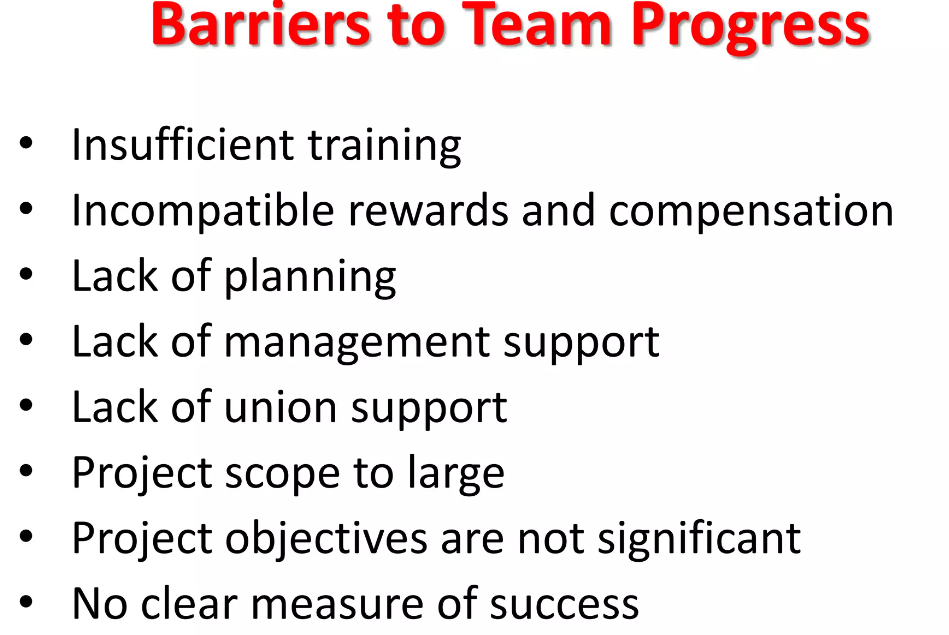 Barriers to Team Progress
• Insufficient training
• Incompatible rewards and compensation
• Lack of planning
• Lack of management support
• Lack of union support
• Project scope to large
• Project objectives are not significant
• No clear measure of success